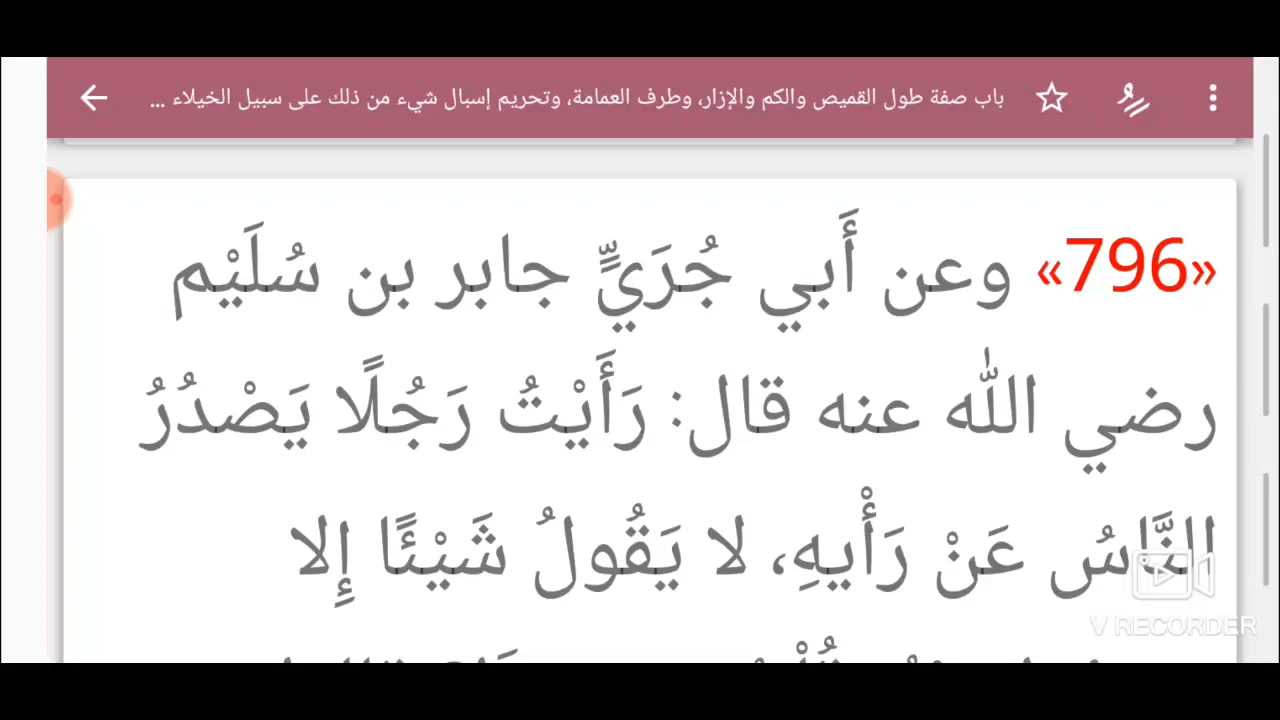 باب صفة طول القميص والكم والإزار، وطرف العمامة، وتحريم إسبال شيء من ذلك على سبيل الخيلاء ...
«796» وعن أَبي جُرَيٍّ جابر بن سُلَيْم
رضي الله عنه قال: رَأَيْتُ رَجُلًا يَصْدُرُ
النَّاسُ عَنْ رَأْيهِ، لا يَقُولُ شَيْئًا إِلا
V RECORDER